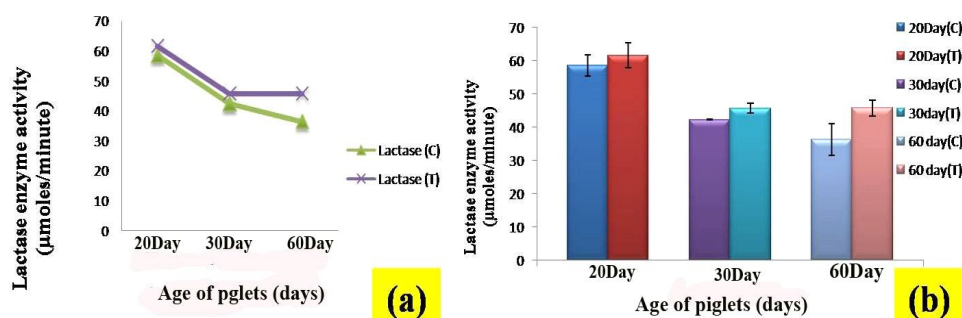 Lactase enzyme activity
(µmoles/minute)
70
60
50
40
30
20
10
0
20Day
30Day
60Day
Lactase (C)
Lactase (T)
Age of pglets (days)
(a)
Lactase enzyme activity
(µmoles/minute)
70
60
50
40
30
20
10
0
20Day
30Day
60Day
20Day(C)
20Day(T)
30day(C)
30day(T)
60 day(C)
60 day(T)
Age of piglets (days)
(b)